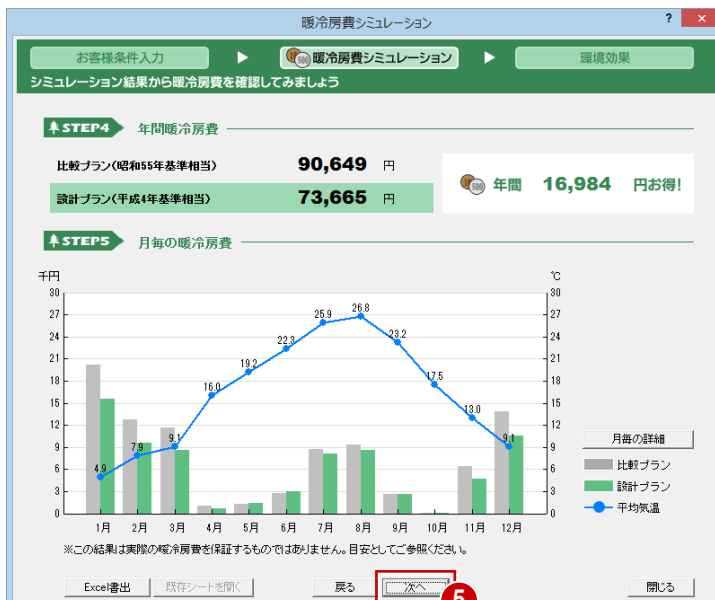 暖冷房費シミュレーション
? ×
お客様条件入力 ▶ 暖冷房費シミュレーション ▶ 環境効果
シミュレーション結果から暖冷房費を確認してみましょう
STEP4 年間暖冷房費
比較プラン(昭和55年基準相当) 90,649 円
設計プラン(平成4年基準相当) 73,665 円
500 年間 16,984 円お得!
STEP5 月毎の暖冷房費
千円 ℃
30 30
27 27
24 24
21 21
18 18
15 15
12 12
9 9
6 6
3 3
0 0
4.9 7.9 9.1 16.0 19.2 22.3 25.9 26.8 23.2 17.5 13.0 9.1
1月 2月 3月 4月 5月 6月 7月 8月 9月 10月 11月 12月
月毎の詳細
比較プラン
設計プラン
平均気温
※この結果は実際の暖冷房費を保証するものではありません。目安としてご参照ください。
Excel書出 既存シートを開く 戻る 次へ 閉じる
5